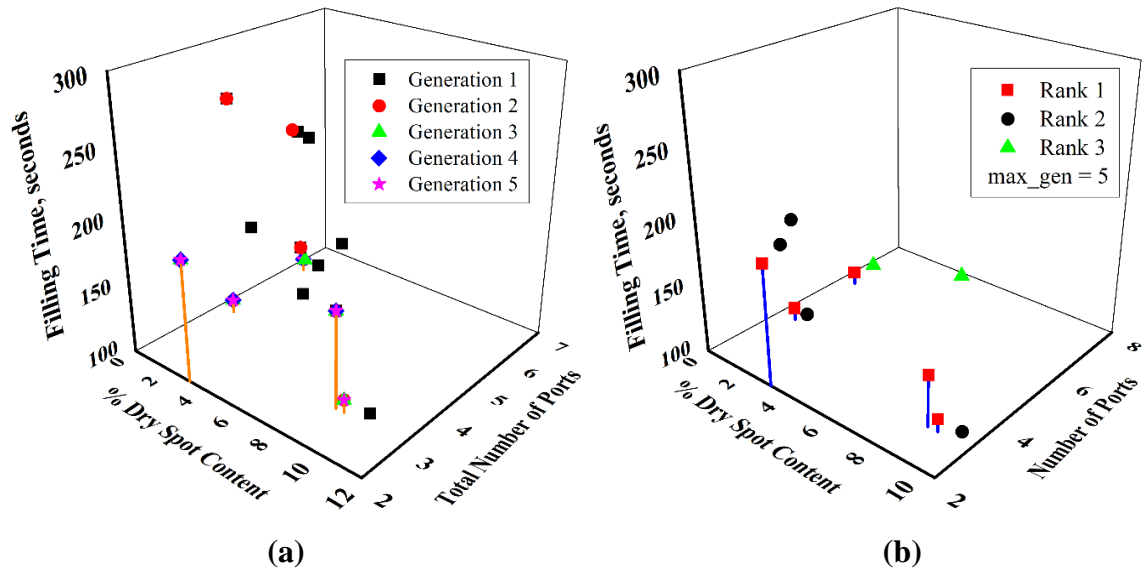 300
250
200
150
100
Filling Time, seconds
0
2
4
6
8
10
12
% Dry Spot Content
2
3
4
5
6
7
Total Number of Ports
Generation 1
Generation 2
Generation 3
Generation 4
Generation 5
(a)
300
250
200
150
100
Filling Time, seconds
0
2
4
6
8
10
% Dry Spot Content
2
4
6
8
Number of Ports
Rank 1
Rank 2
Rank 3
max_gen = 5
(b)